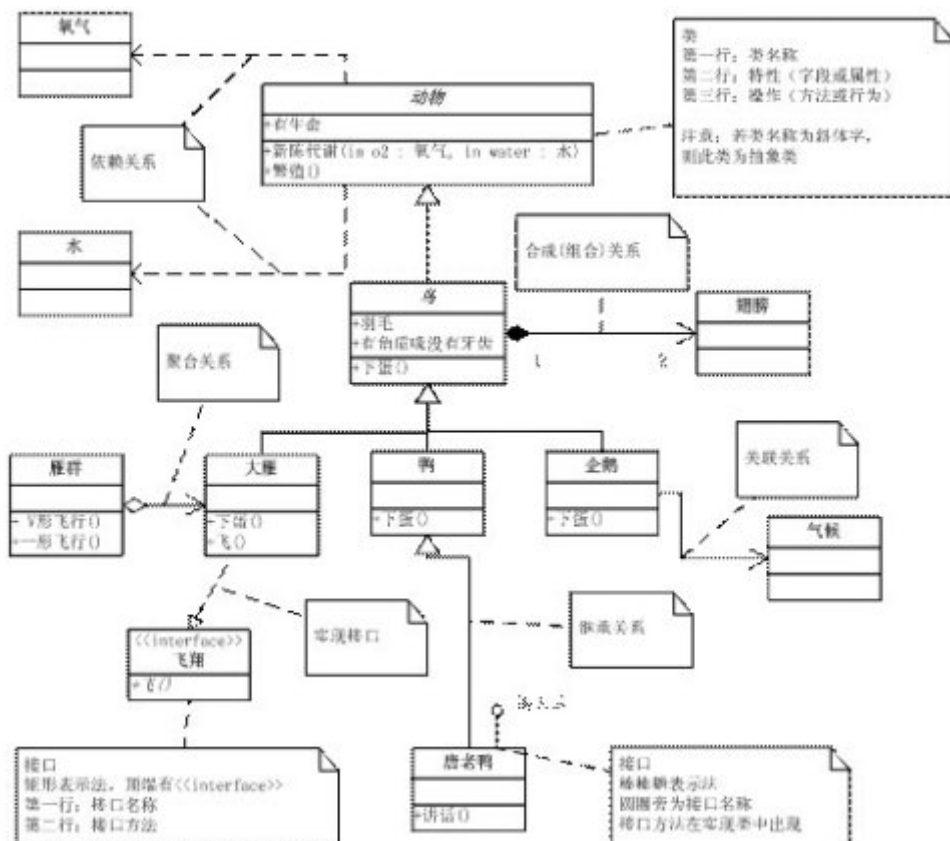 氧气
类
第一行：类名称
第二行：特性（字段或属性）
第三行：操作（方法或行为）
注意：若类名称为斜体字，
则此类为抽象类
动物
+有生命
+新陈代谢(in o2 : 氧气, in water : 水)
+繁殖()
依赖关系
水
合成(组合)关系
鸟
+羽毛
+有角质喙没有牙齿
+下蛋()
翅膀
1
2
聚合关系
雁群
+ V形飞行()
+一形飞行()
大雁
+下蛋()
+飞()
鸭
+下蛋()
企鹅
+下蛋()
关联关系
气候
<<interface>>
飞翔
+飞()
实现接口
继承关系
接口
矩形表示法，顶端有<<interface>>
第一行：接口名称
第二行：接口方法
唐老鸭
+讲话()
接口
棒棒糖表示法
圆圈旁为接口名称
接口方法在实现类中出现